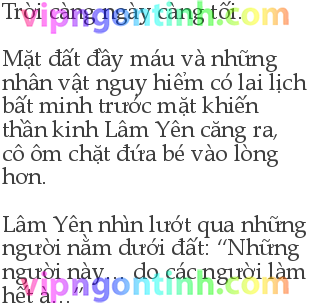 Trời càng ngày càng tối.
vipngontinh.com
Mặt đất đầy máu và những
nhân vật nguy hiểm có lai lịch
bất minh trước mặt khiến
thần kinh Lâm Yên căng ra,
cô ôm chặt đứa bé vào lòng
hơn.
Lâm Yên nhìn lướt qua những
người nằm dưới đất: “Những
người này... do các người làm
hết à...”
vipngontinh.com